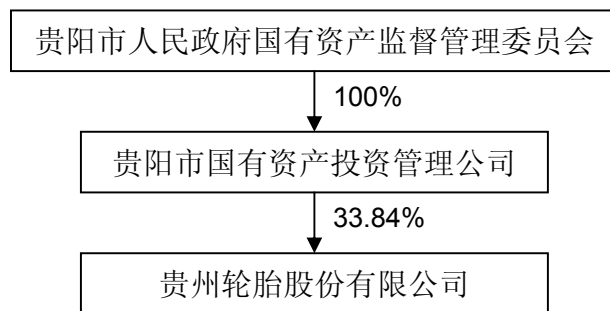 贵阳市人民政府国有资产监督管理委员会
100%
贵阳市国有资产投资管理公司
33.84%
贵州轮胎股份有限公司